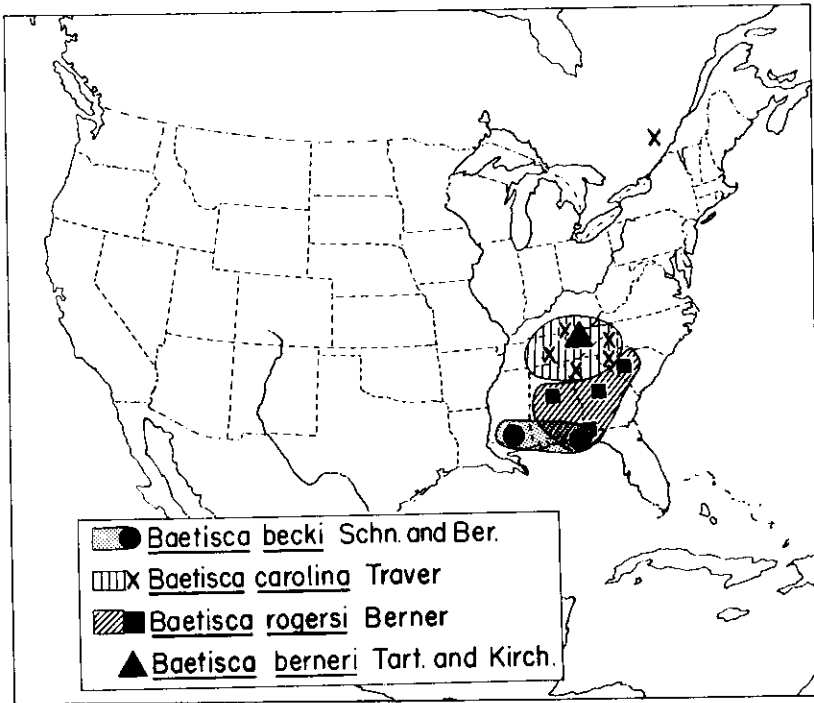 Baetisca becki Schn. and Ber.
X Baetisca carolina Traver
Baetisca rogersi Berner
Baetisca berneri Tart. and Kirch.